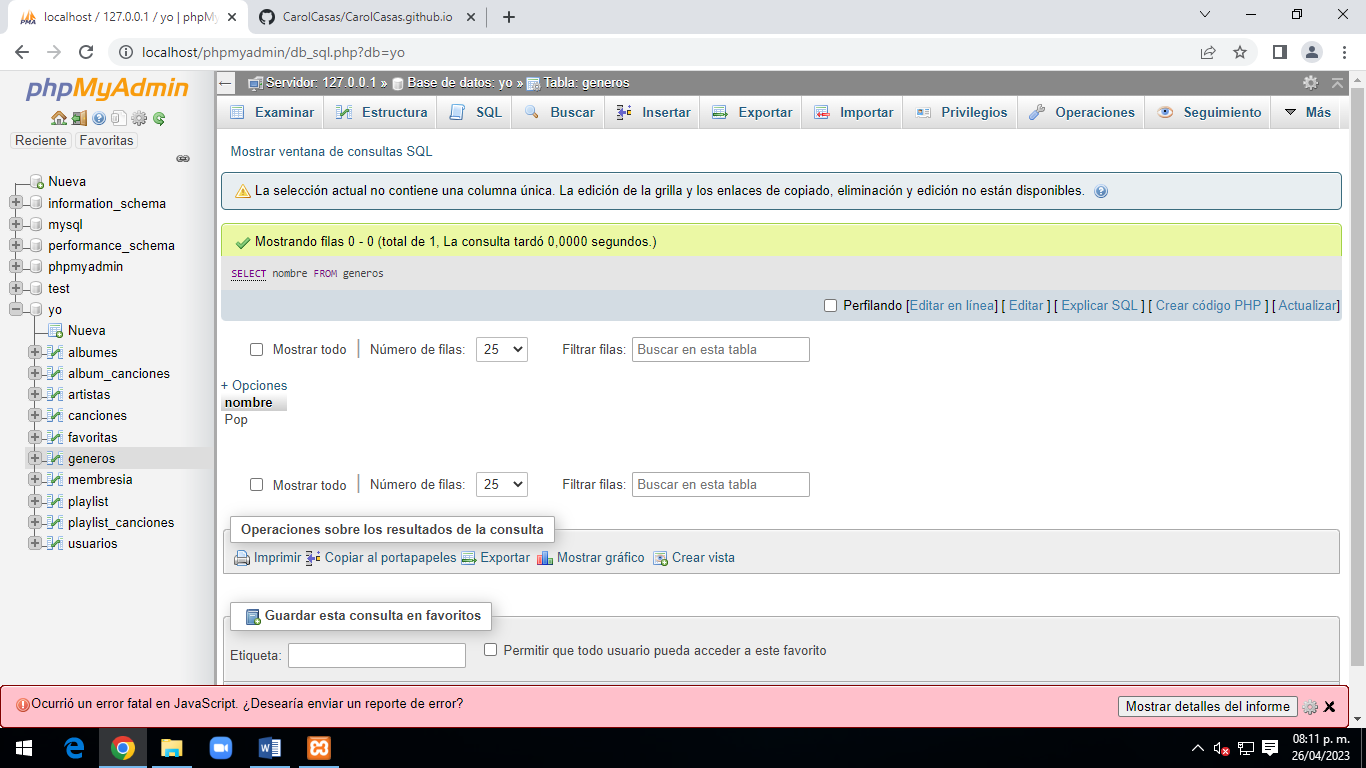 localhost / 127.0.0.1 / yo | phpMy
CarolCasas/CarolCasas.github.io
localhost/phpmyadmin/db_sql.php?db=yo
phpMyAdmin
Reciente
Favoritas
Nueva
information_schema
mysql
performance_schema
phpmyadmin
test
yo
Nueva
albumes
album_canciones
artistas
canciones
favoritas
generos
membresia
playlist
playlist_canciones
usuarios
Servidor: 127.0.0.1 » Base de datos: yo » Tabla: generos
Examinar Estructura SQL Buscar Insertar Exportar Importar Privilegios Operaciones Seguimiento Más
Mostrar ventana de consultas SQL
La selección actual no contiene una columna única. La edición de la grilla y los enlaces de copiado, eliminación y edición no están disponibles.
Mostrando filas 0 - 0 (total de 1, La consulta tardó 0,0000 segundos.)
SELECT nombre FROM generos
Perfilando [Editar en línea] [ Editar ] [ Explicar SQL ] [ Crear código PHP ] [ Actualizar]
Mostrar todo | Número de filas: 25 Filtrar filas: Buscar en esta tabla
+ Opciones
nombre
Pop
Mostrar todo | Número de filas: 25 Filtrar filas: Buscar en esta tabla
Operaciones sobre los resultados de la consulta
Imprimir Copiar al portapapeles Exportar Mostrar gráfico Crear vista
Guardar esta consulta en favoritos
Etiqueta: Permitir que todo usuario pueda acceder a este favorito
Ocurrió un error fatal en JavaScript. ¿Desearía enviar un reporte de error?
Mostrar detalles del informe
08:11 p. m.
26/04/2023